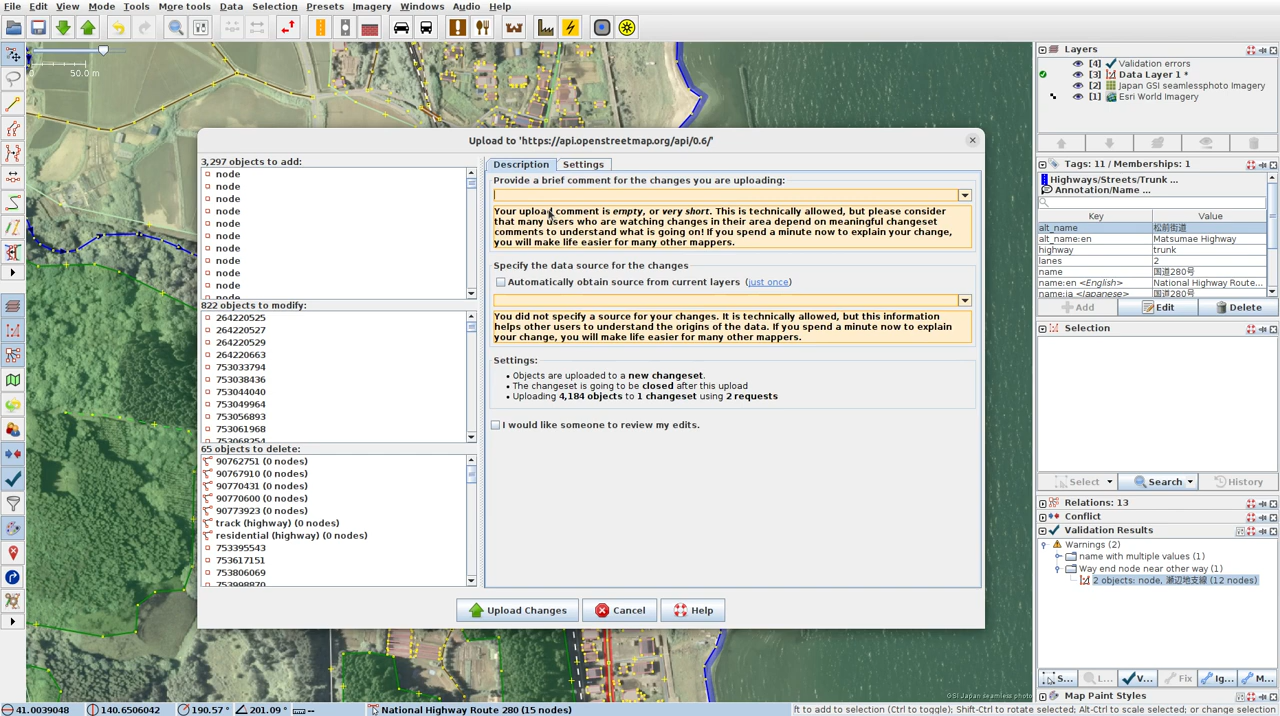 File Edit View Mode Tools More tools Data Selection Presets Imagery Windows Audio Help
0 50.0 m
Upload to 'https://api.openstreetmap.org/api/0.6/'
3,297 objects to add:
node
node
node
node
node
node
node
node
node
node
node
822 objects to modify:
264220525
264220527
264220529
264220663
753033794
753038436
753044040
753049964
753056893
753061968
753068254
65 objects to delete:
90762751 (0 nodes)
90767910 (0 nodes)
90770431 (0 nodes)
90770600 (0 nodes)
90773923 (0 nodes)
track (highway) (0 nodes)
residential (highway) (0 nodes)
753395543
753617151
753806069
753998870
Description Settings
Provide a brief comment for the changes you are uploading:
Your upload comment is empty, or very short. This is technically allowed, but please consider
that many users who are watching changes in their area depend on meaningful changeset
comments to understand what is going on! If you spend a minute now to explain your change,
you will make life easier for many other mappers.
Specify the data source for the changes
Automatically obtain source from current layers (just once)
You did not specify a source for your changes. It is technically allowed, but this information
helps other users to understand the origins of the data. If you spend a minute now to explain
your change, you will make life easier for many other mappers.
Settings:
• Objects are uploaded to a new changeset.
• The changeset is going to be closed after this upload
• Uploading 4,184 objects to 1 changeset using 2 requests
I would like someone to review my edits.
Upload Changes Cancel Help
Layers
[4] Validation errors
[3] Data Layer 1 *
[2] Japan GSI seamlessphoto Imagery
[1] Esri World Imagery
Tags: 11 / Memberships: 1
Highways/Streets/Trunk ...
Annotation/Name ...
Key Value
alt_name 松前街道
alt_name:en Matsumae Highway
highway trunk
lanes 2
name 国道280号
name:en <English> National Highway Route...
name:ja <Japanese> 国道280号
Add Edit Delete
Selection
Select Search History
Relations: 13
Conflict
Validation Results
Warnings (2)
name with multiple values (1)
Way end node near other way (1)
2 objects: node, 瀬辺地支線 (12 nodes)
S... L... V... Fix Ig... M...
Map Paint Styles
GSI Japan seamless photo
41.0039048 140.6506042 190.57 ° 201.09 ° -- National Highway Route 280 (15 nodes) ft to add to selection (Ctrl to toggle); Shift-Ctrl to rotate selected; Alt-Ctrl to scale selected; or change selection